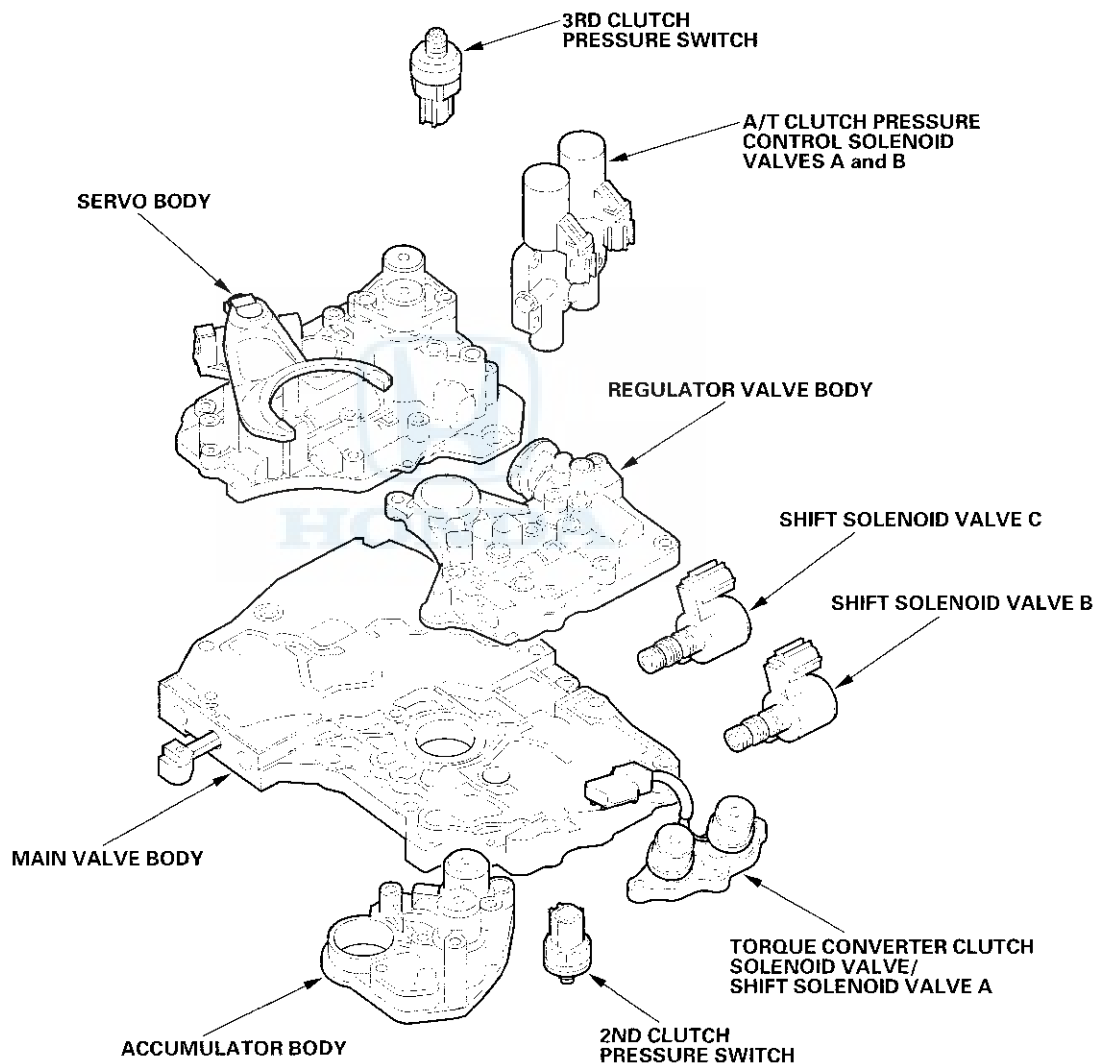 3RD CLUTCH
PRESSURE SWITCH
A/T CLUTCH PRESSURE
CONTROL SOLENOID
VALVES A and B
SERVO BODY
REGULATOR VALVE BODY
HONDA
SHIFT SOLENOID VALVE C
SHIFT SOLENOID VALVE B
MAIN VALVE BODY
TORQUE CONVERTER CLUTCH
SOLENOID VALVE/
SHIFT SOLENOID VALVE A
ACCUMULATOR BODY
2ND CLUTCH
PRESSURE SWITCH